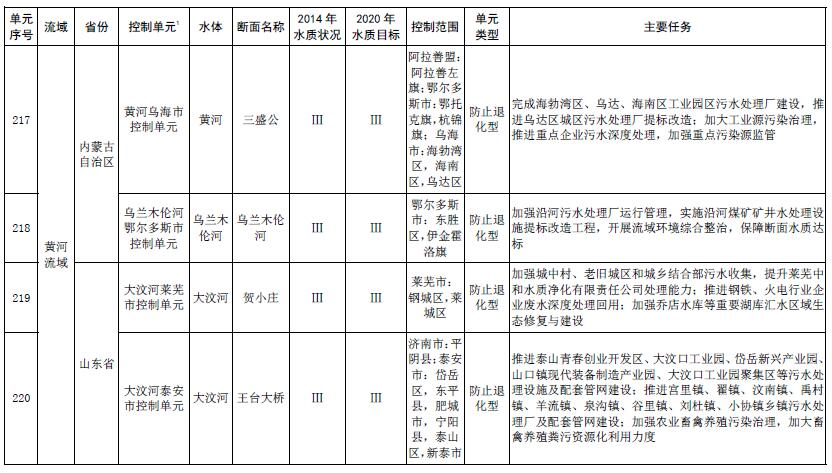 单元
序号
流域
省份
控制单元¹
水体
断面名称
2014 年
水质状况
2020 年
水质目标
控制范围
单元
类型
主要任务
黄河
流域
内蒙古
自治区
217
黄河乌海市
控制单元
黄河
三盛公
III
III
阿拉善盟：
阿拉善左
旗；鄂尔多
斯市：鄂托
克旗，杭锦
旗；乌海
市：海勃湾
区，海南
区，乌达区
防止退
化型
完成海勃湾区、乌达、海南区工业园区污水处理厂建设，推
进乌达区城区污水处理厂提标改造；加大工业源污染治理，
推进重点企业污水深度处理，加强重点污染源监管
218
乌兰木伦河
鄂尔多斯市
控制单元
乌兰木
伦河
乌兰木伦
河
III
III
鄂尔多斯
市：东胜
区，伊金霍
洛旗
防止退
化型
加强沿河污水处理厂运行管理，实施沿河煤矿矿井水处理设
施提标改造工程，开展流域环境综合整治，保障断面水质达
标
山东省
219
大汶河莱芜
市控制单元
大汶河
贺小庄
III
III
莱芜市：
钢城区，莱
城区
防止退
化型
加强城中村、老旧城区和城乡结合部污水收集，提升莱芜中
和水质净化有限责任公司处理能力；推进钢铁、火电行业企
业废水深度处理回用；加强乔店水库等重要湖库汇水区域生
态修复与建设
220
大汶河泰安
市控制单元
大汶河
王台大桥
III
III
济南市：平
阴县；泰安
市：岱岳
区，东平
县，肥城
市，宁阳
县，泰山
区，新泰市
防止退
化型
推进泰山青春创业开发区、大汶口工业园、岱岳新兴产业园、
山口镇现代装备制造产业园、大汶口工业园聚集区等污水处
理设施及配套管网建设；推进宫里镇、翟镇、汶南镇、禹村
镇、羊流镇、泉沟镇、谷里镇、刘杜镇、小协镇乡镇污水处
理厂及配套管网建设；加强农业畜禽养殖污染治理，加大畜
禽养殖粪污资源化利用力度